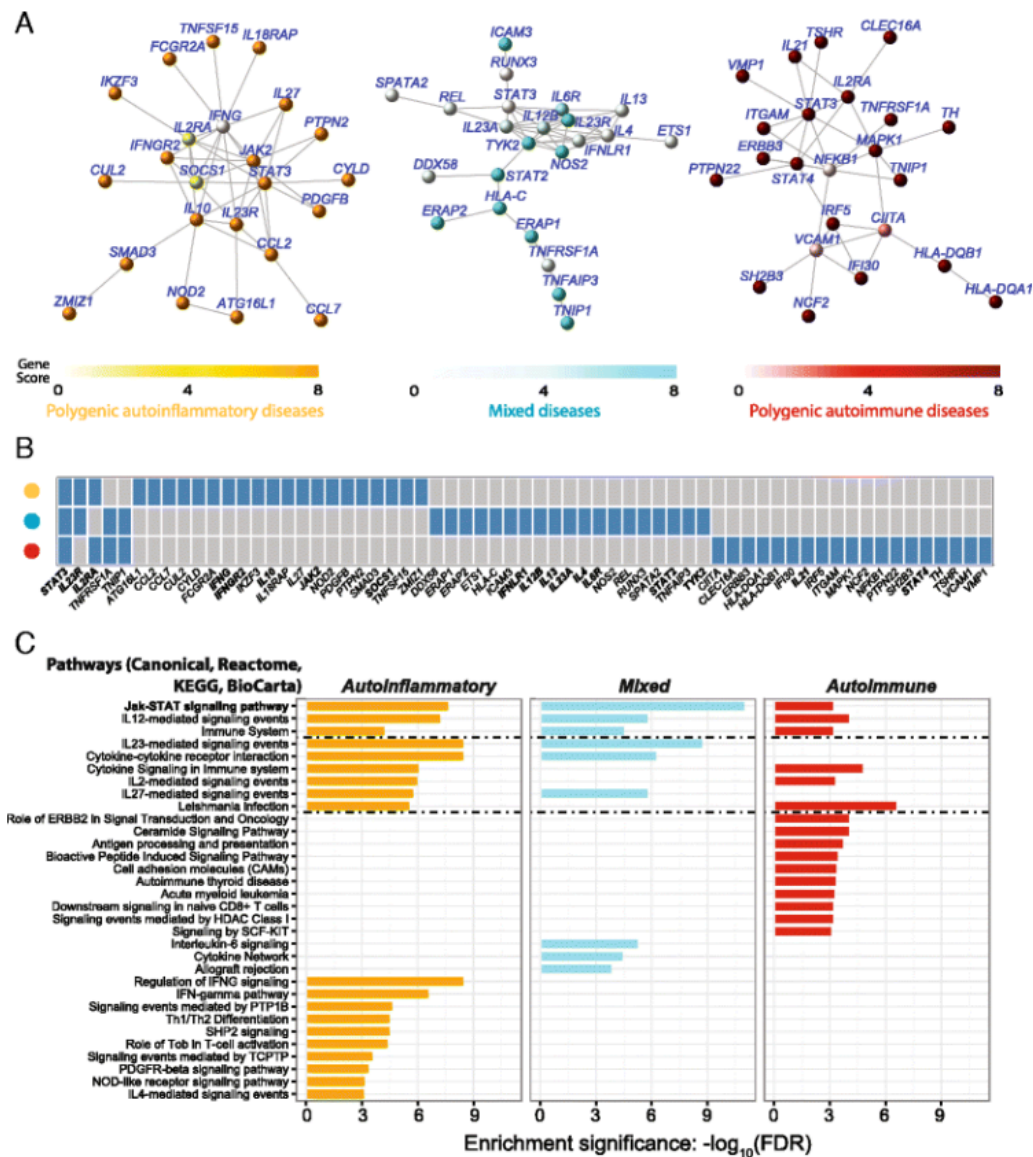 A
TNFSF15
FCGR2A
IL18RAP
IKZF3
IFNG
IL27
IL2RA
PTPN2
IFNGR2
JAK2
CUL2
SOCS1
STAT3
CYLD
PDGFB
IL10
IL23R
SMAD3
CCL2
ZMIZ1
NOD2
ATG16L1
CCL7
ICAM3
RUNX3
SPATA2
STAT3
REL
IL6R
IL13
IL12B
IL23A
IL23R
IL4
ETS1
TYK2
IFNLR1
DDX58
NOS2
STAT2
HLA-C
ERAP2
ERAP1
TNFRSF1A
TNFAIP3
TNIP1
TSHR
CLEC16A
IL21
VMP1
IL2RA
STAT3
ITGAM
TNFRSF1A
TH
MAPK1
ERBB3
NFKB1
PTPN22
STAT4
TNIP1
IRF5
CIITA
VCAM1
HLA-DQB1
SH2B3
IFI30
HLA-DQA1
NCF2
Gene Score
0 4 8
Polygenic autoinflammatory diseases
0 4 8
Mixed diseases
0 4 8
Polygenic autoimmune diseases
B
STAT3
IL23R
IL2RA
TNFRSF1A
TNIP1
ATG16L1
CCL2
CCL7
CUL2
CYLD
FCGR2A
IFNG
IFNGR2
IKZF3
IL10
IL18RAP
IL27
JAK2
NOD2
PDGFB
PTPN2
SMAD3
SOCS1
TNFSF15
ZMIZ1
DDX58
ERAP1
ERAP2
ETS1
HLA-C
ICAM3
IFNLR1
IL12B
IL13
IL23A
IL4
IL6R
NOS2
REL
RUNX3
SPATA2
STAT2
TNFAIP3
TYK2
CIITA
CLEC16A
ERBB3
HLA-DQA1
HLA-DQB1
IFI30
IL21
IRF5
ITGAM
MAPK1
NCF2
NFKB1
PTPN22
SH2B3
STAT4
TH
TSHR
VCAM1
VMP1
C
Pathways (Canonical, Reactome,
KEGG, BioCarta)
Autoinflammatory
Mixed
Autoimmune
Jak-STAT signaling pathway
IL12-mediated signaling events
Immune System
IL23-mediated signaling events
Cytokine-cytokine receptor interaction
Cytokine Signaling in Immune system
IL2-mediated signaling events
IL27-mediated signaling events
Leishmania infection
Role of ERBB2 in Signal Transduction and Oncology
Ceramide Signaling Pathway
Antigen processing and presentation
Bioactive Peptide Induced Signaling Pathway
Cell adhesion molecules (CAMs)
Autoimmune thyroid disease
Acute myeloid leukemia
Downstream signaling in naive CD8+ T cells
Signaling events mediated by HDAC Class I
Signaling by SCF-KIT
Interleukin-6 signaling
Cytokine Network
Allograft rejection
Regulation of IFNG signaling
IFN-gamma pathway
Signaling events mediated by PTP1B
Th1/Th2 Differentiation
SHP2 signaling
Role of Tob in T-cell activation
Signaling events mediated by TCPTP
PDGFR-beta signaling pathway
NOD-like receptor signaling pathway
IL4-mediated signaling events
0 3 6 9
0 3 6 9
0 3 6 9
Enrichment significance: -log10(FDR)